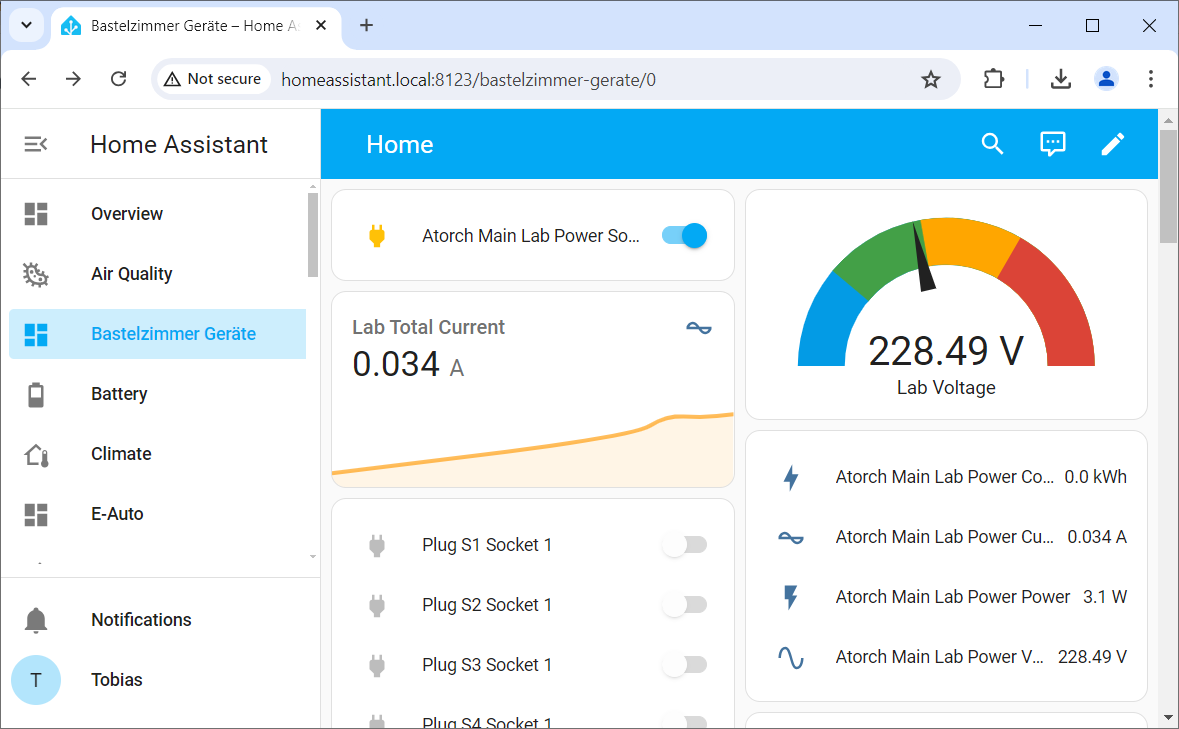 Bastelzimmer Geräte – Home As
Not secure
homeassistant.local:8123/bastelzimmer-gerate/0
Home Assistant
Overview
Air Quality
Bastelzimmer Geräte
Battery
Climate
E-Auto
Notifications
T
Tobias
Home
Atorch Main Lab Power So...
Lab Total Current
0.034 A
Plug S1 Socket 1
Plug S2 Socket 1
Plug S3 Socket 1
Plug S4 Socket 1
228.49 V
Lab Voltage
Atorch Main Lab Power Co... 0.0 kWh
Atorch Main Lab Power Cu... 0.034 A
Atorch Main Lab Power Power 3.1 W
Atorch Main Lab Power V... 228.49 V